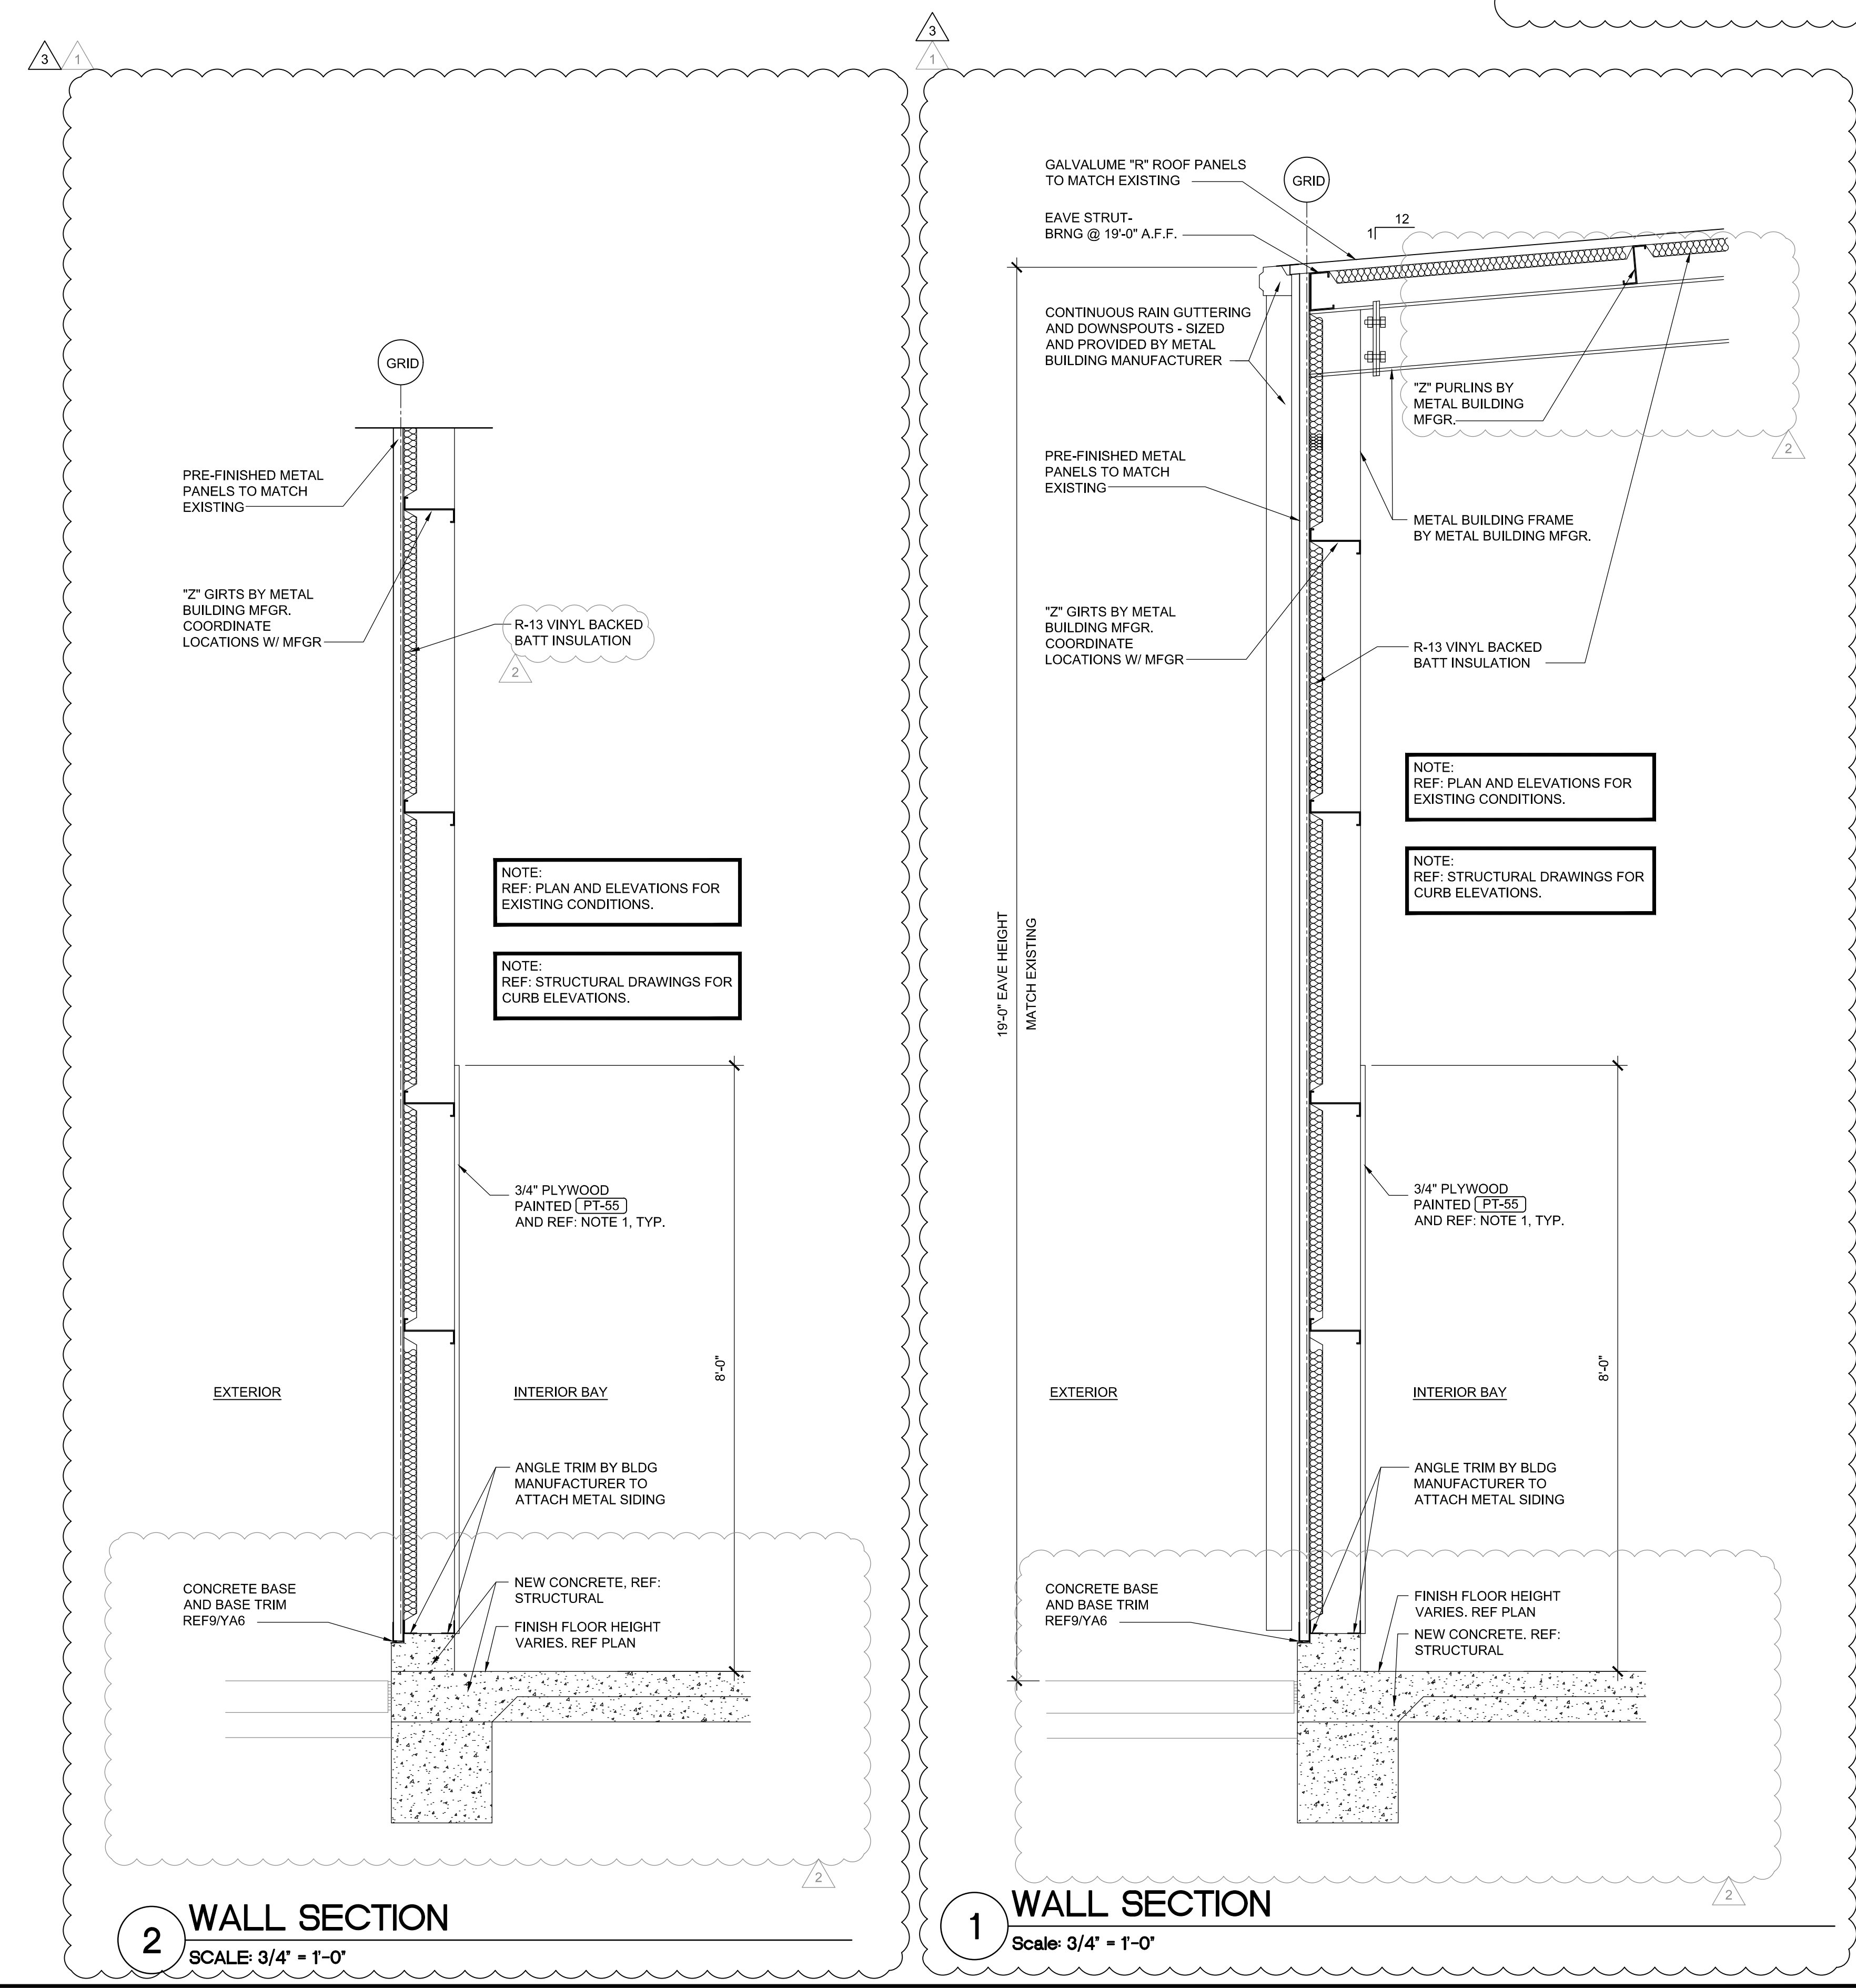 3
1
GRID
PRE-FINISHED METAL
PANELS TO MATCH
EXISTING
"Z" GIRTS BY METAL
BUILDING MFGR.
COORDINATE
LOCATIONS W/ MFGR
R-13 VINYL BACKED
BATT INSULATION
2
NOTE:
REF: PLAN AND ELEVATIONS FOR
EXISTING CONDITIONS.
NOTE:
REF: STRUCTURAL DRAWINGS FOR
CURB ELEVATIONS.
3/4" PLYWOOD
PAINTED PT-55
AND REF: NOTE 1, TYP.
8'-0"
EXTERIOR
INTERIOR BAY
ANGLE TRIM BY BLDG
MANUFACTURER TO
ATTACH METAL SIDING
CONCRETE BASE
AND BASE TRIM
REF9/YA6
NEW CONCRETE, REF:
STRUCTURAL
FINISH FLOOR HEIGHT
VARIES. REF PLAN
2
2
WALL SECTION
SCALE: 3/4" = 1'-0"
3
1
GALVALUME "R" ROOF PANELS
TO MATCH EXISTING
GRID
EAVE STRUT-
BRNG @ 19'-0" A.F.F.
12
1
CONTINUOUS RAIN GUTTERING
AND DOWNSPOUTS - SIZED
AND PROVIDED BY METAL
BUILDING MANUFACTURER
"Z" PURLINS BY
METAL BUILDING
MFGR.
2
PRE-FINISHED METAL
PANELS TO MATCH
EXISTING
METAL BUILDING FRAME
BY METAL BUILDING MFGR.
"Z" GIRTS BY METAL
BUILDING MFGR.
COORDINATE
LOCATIONS W/ MFGR
R-13 VINYL BACKED
BATT INSULATION
NOTE:
REF: PLAN AND ELEVATIONS FOR
EXISTING CONDITIONS.
NOTE:
REF: STRUCTURAL DRAWINGS FOR
CURB ELEVATIONS.
19'-0" EAVE HEIGHT
MATCH EXISTING
3/4" PLYWOOD
PAINTED PT-55
AND REF: NOTE 1, TYP.
8'-0"
EXTERIOR
INTERIOR BAY
ANGLE TRIM BY BLDG
MANUFACTURER TO
ATTACH METAL SIDING
CONCRETE BASE
AND BASE TRIM
REF9/YA6
FINISH FLOOR HEIGHT
VARIES. REF PLAN
NEW CONCRETE. REF:
STRUCTURAL
2
1
WALL SECTION
Scale: 3/4" = 1'-0"